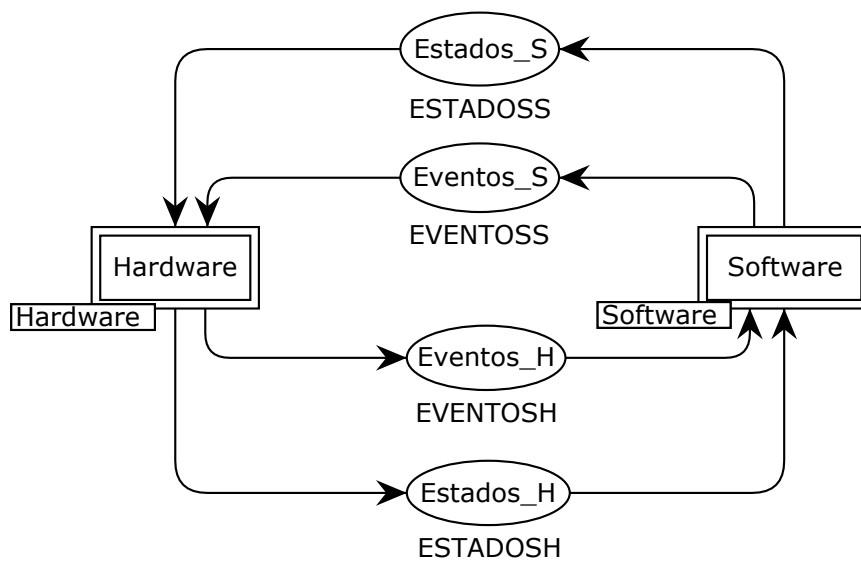 Estados_S
ESTADOSS
Eventos_S
EVENTOSS
Hardware
Hardware
Software
Software
Eventos_H
EVENTOSH
Estados_H
ESTADOSH